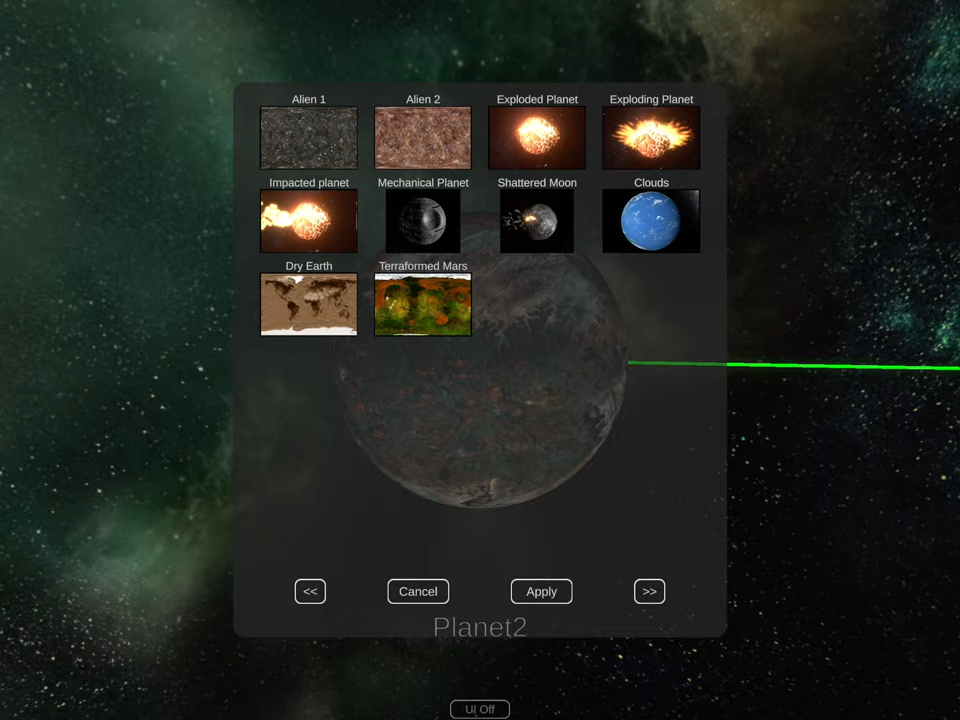 Alien 1
Alien 2
Exploded Planet
Exploding Planet
Impacted planet
Mechanical Planet
Shattered Moon
Clouds
Dry Earth
Terraformed Mars
<<
Cancel
Apply
>>
Planet2
UI Off